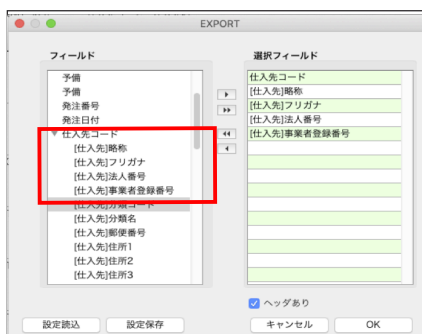 EXPORT
フィールド
予備
予備
発注番号
発注日付
仕入先コード
[仕入先]略称
[仕入先]フリガナ
[仕入先]法人番号
[仕入先]事業者登録番号
[仕入先]分類コード
[仕入先]分類名
[仕入先]郵便番号
[仕入先]住所1
[仕入先]住所2
[仕入先]住所3
選択フィールド
仕入先コード
[仕入先]略称
[仕入先]フリガナ
[仕入先]法人番号
[仕入先]事業者登録番号
ヘッダあり
設定読込
設定保存
キャンセル
OK